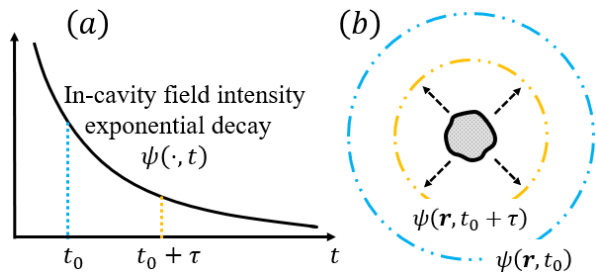 (a)
In-cavity field intensity
exponential decay
ψ(·, t)
t₀
t₀ + τ
t
(b)
ψ(r, t₀ + τ)
ψ(r, t₀)